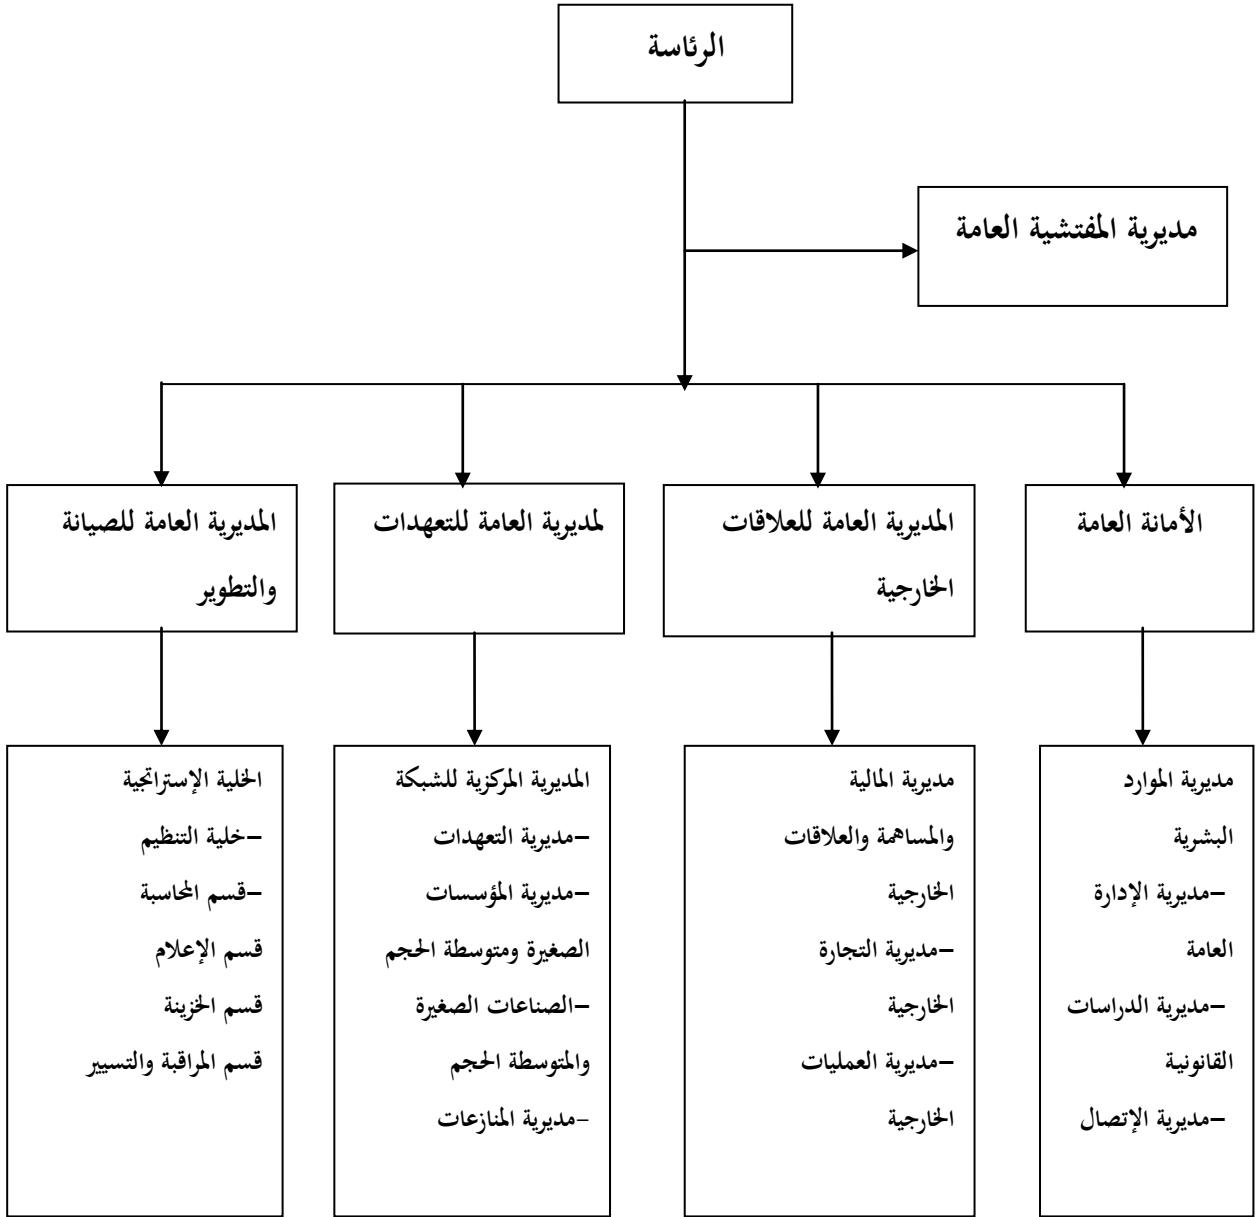 الرئاسة
مديرية المفتشية العامة
الأمانة العامة
المديرية العامة للعلاقات
الخارجية
لمديرية العامة للتعهدات
المديرية العامة للصيانة
والتطوير
مديرية الموارد
البشرية
–مديرية الإدارة
العامة
–مديرية الدراسات
القانونية
–مديرية الإتصال
مديرية المالية
والمساهمة والعلاقات
الخارجية
–مديرية التجارة
الخارجية
–مديرية العمليات
الخارجية
المديرية المركزية للشبكة
–مديرية التعهدات
–مديرية المؤسسات
الصغيرة ومتوسطة الحجم
–الصناعات الصغيرة
والمتوسطة الحجم
-مديرية المنازعات
الخلية الإستراتجية
–خلية التنظيم
–قسم المحاسبة
قسم الإعلام
قسم الخزينة
قسم المراقبة والتسيير